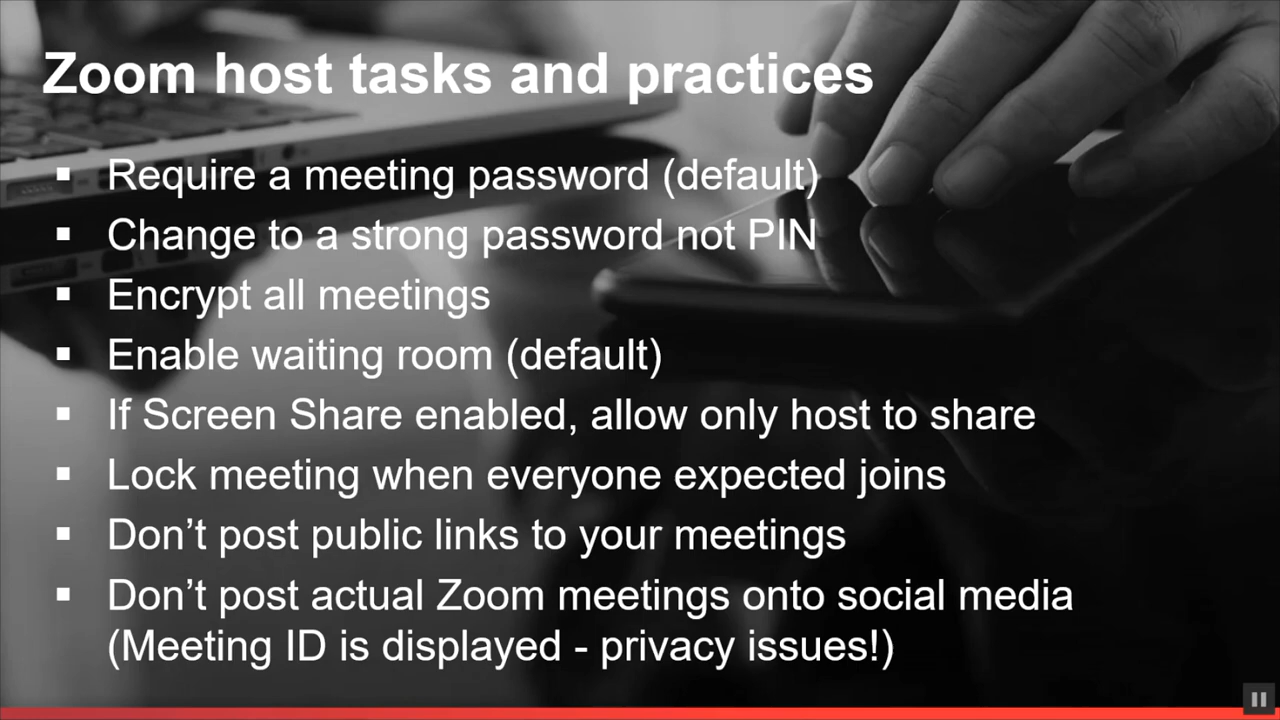 Zoom host tasks and practices
▪ Require a meeting password (default)
▪ Change to a strong password not PIN
▪ Encrypt all meetings
▪ Enable waiting room (default)
▪ If Screen Share enabled, allow only host to share
▪ Lock meeting when everyone expected joins
▪ Don’t post public links to your meetings
▪ Don’t post actual Zoom meetings onto social media
(Meeting ID is displayed - privacy issues!)